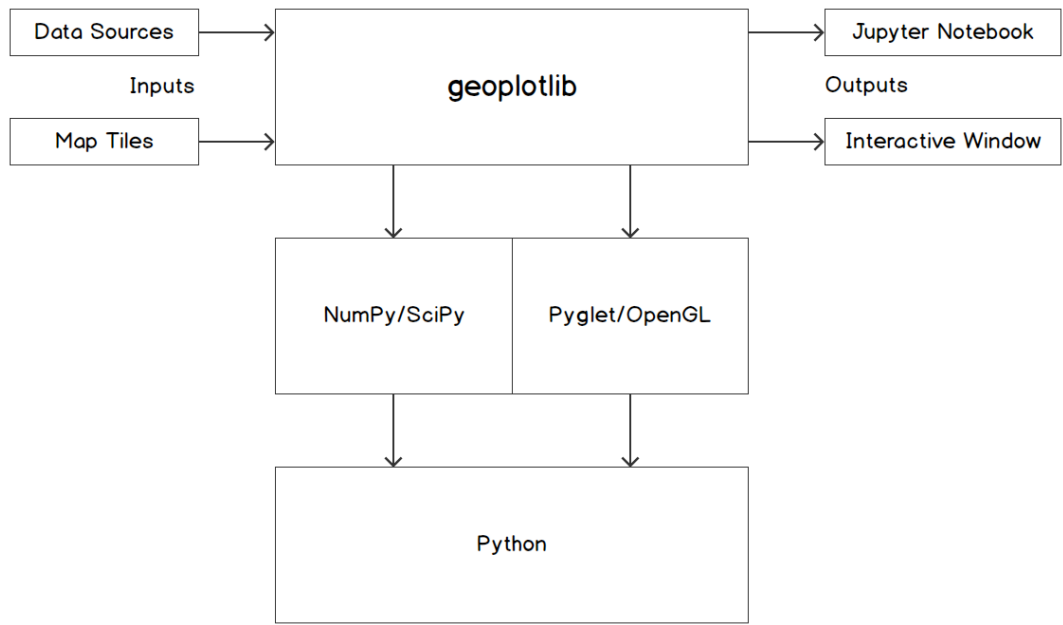 Data Sources
Jupyter Notebook
Inputs
geoplotlib
Outputs
Map Tiles
Interactive Window
NumPy/SciPy
Pyglet/OpenGL
Python